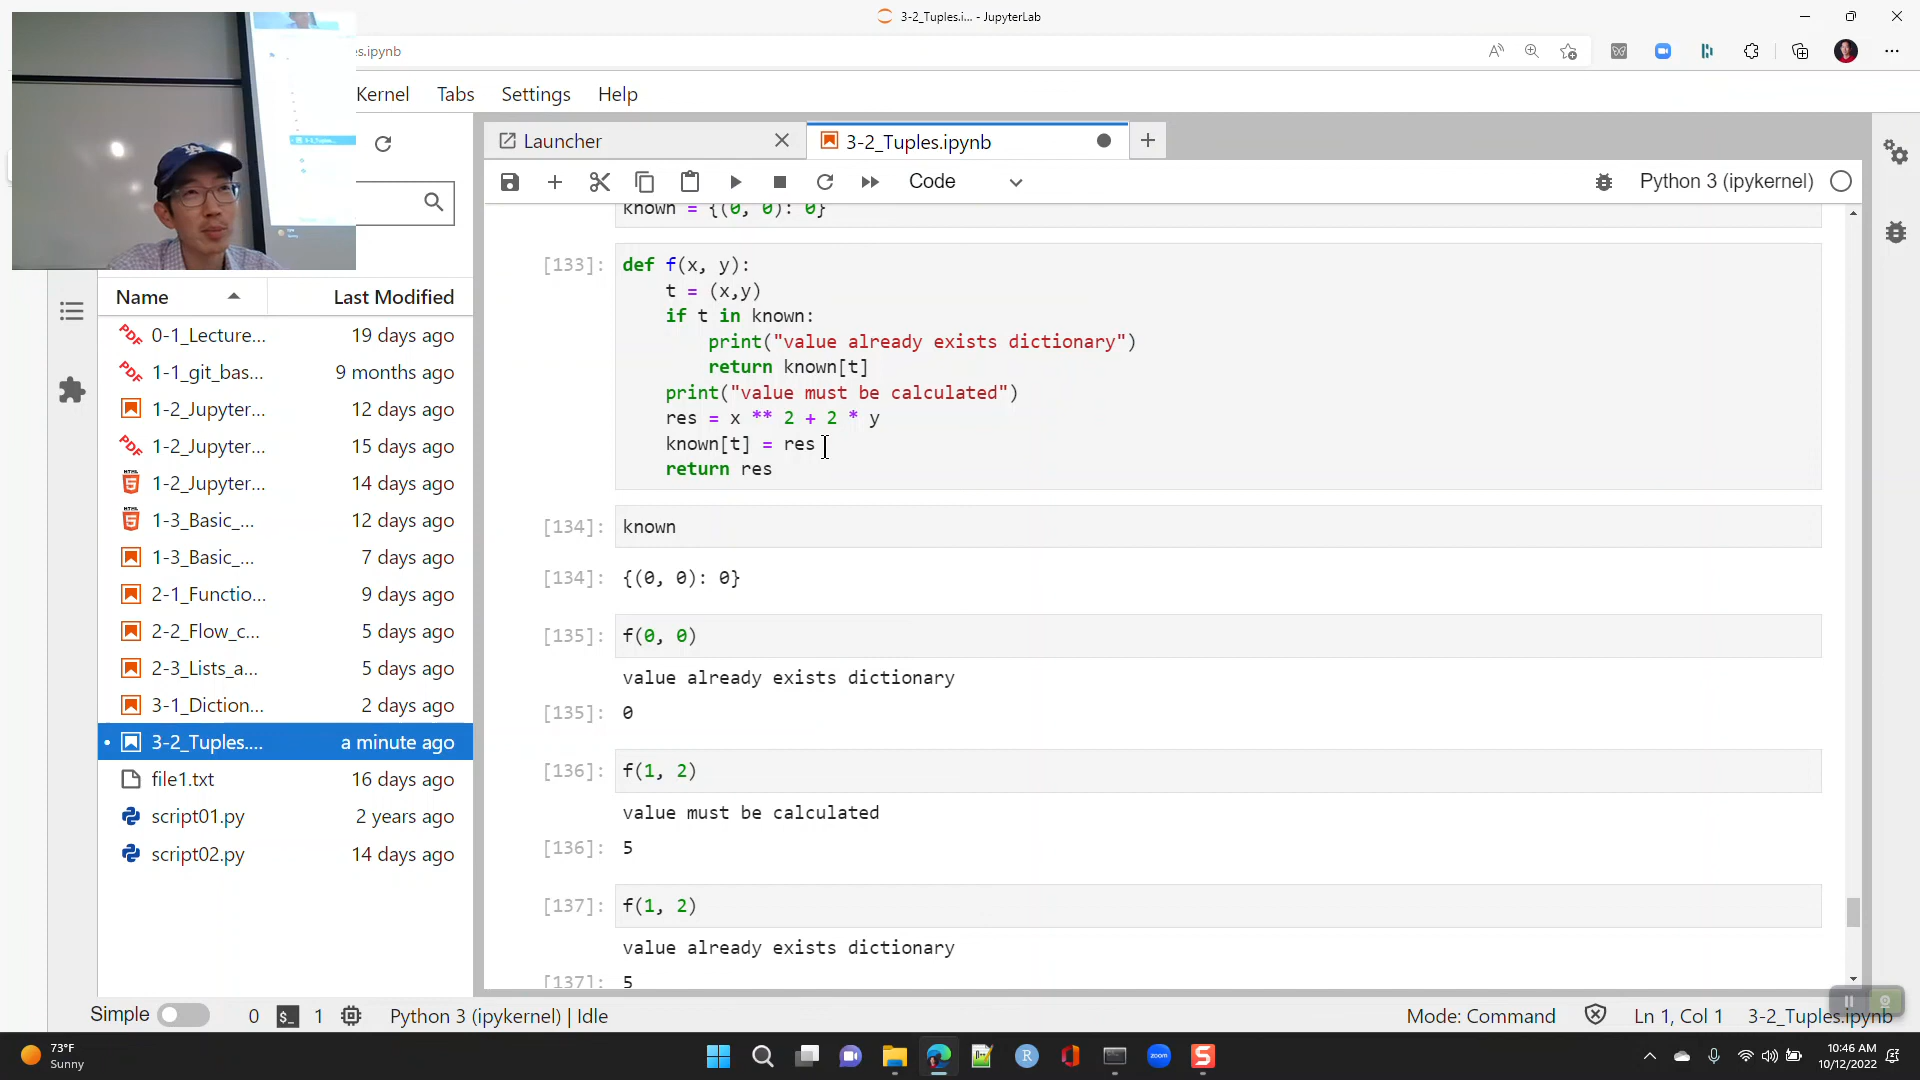 3-2_Tuples.i... - JupyterLab
es.ipynb
Kernel Tabs Settings Help
Launcher
3-2_Tuples.ipynb
Code
Python 3 (ipykernel)
known = {(0, 0): 0}
[133]: def f(x, y):
t = (x,y)
if t in known:
print("value already exists dictionary")
return known[t]
print("value must be calculated")
res = x ** 2 + 2 * y
known[t] = res
return res
[134]: known
[134]: {(0, 0): 0}
[135]: f(0, 0)
value already exists dictionary
[135]: 0
[136]: f(1, 2)
value must be calculated
[136]: 5
[137]: f(1, 2)
value already exists dictionary
[137]: 5
Name Last Modified
0-1_Lecture... 19 days ago
1-1_git_bas... 9 months ago
1-2_Jupyter... 12 days ago
1-2_Jupyter... 15 days ago
1-2_Jupyter... 14 days ago
1-3_Basic_... 12 days ago
1-3_Basic_... 7 days ago
2-1_Functio... 9 days ago
2-2_Flow_c... 5 days ago
2-3_Lists_a... 5 days ago
3-1_Diction... 2 days ago
3-2_Tuples.... a minute ago
file1.txt 16 days ago
script01.py 2 years ago
script02.py 14 days ago
Simple 0 $_ 1 Python 3 (ipykernel) | Idle Mode: Command Ln 1, Col 1 3-2_Tuples.ipynb
73°F
Sunny
zoom
10:46 AM
10/12/2022